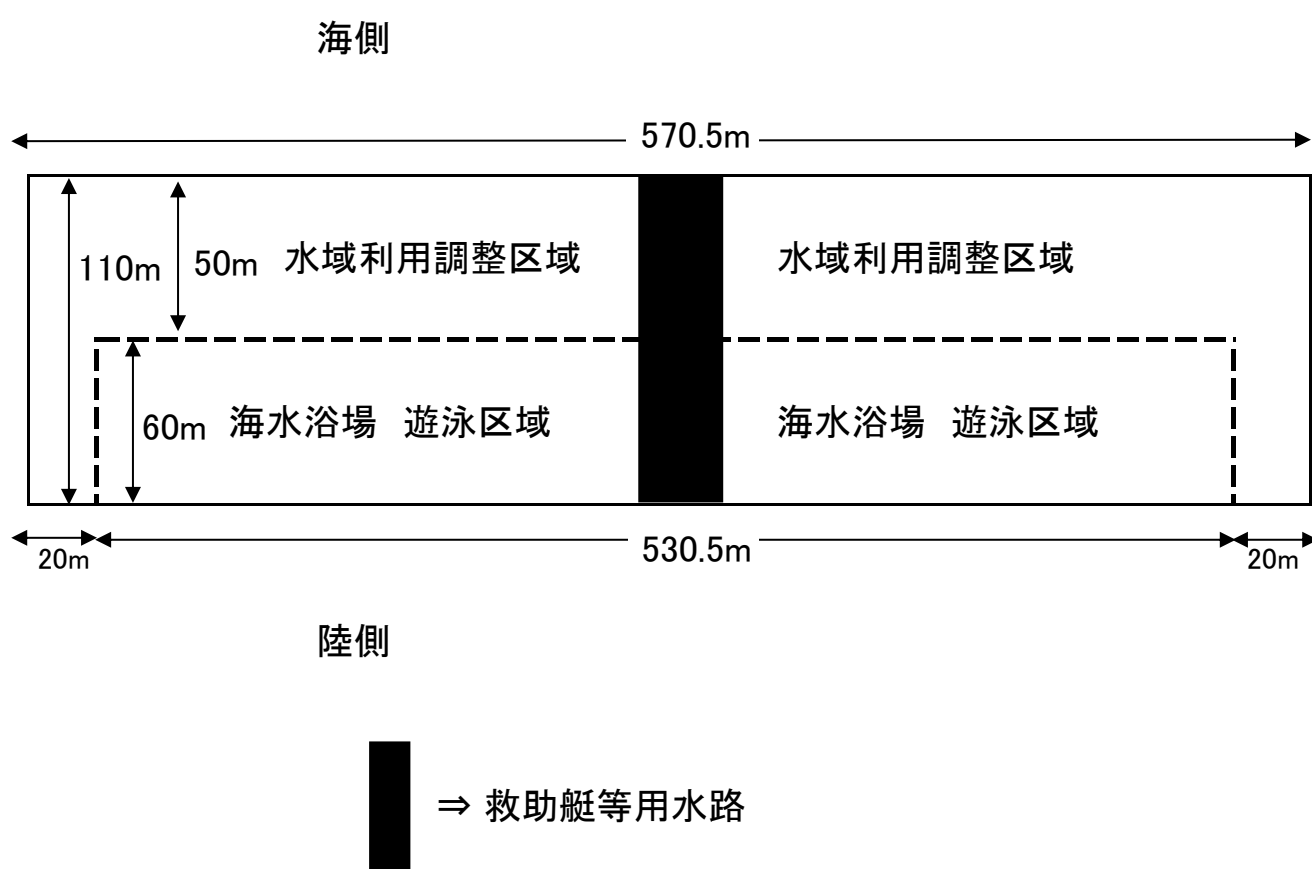 海側
570.5m
110m
50m
水域利用調整区域
水域利用調整区域
60m
海水浴場 遊泳区域
海水浴場 遊泳区域
20m
530.5m
20m
陸側
⇒ 救助艇等用水路